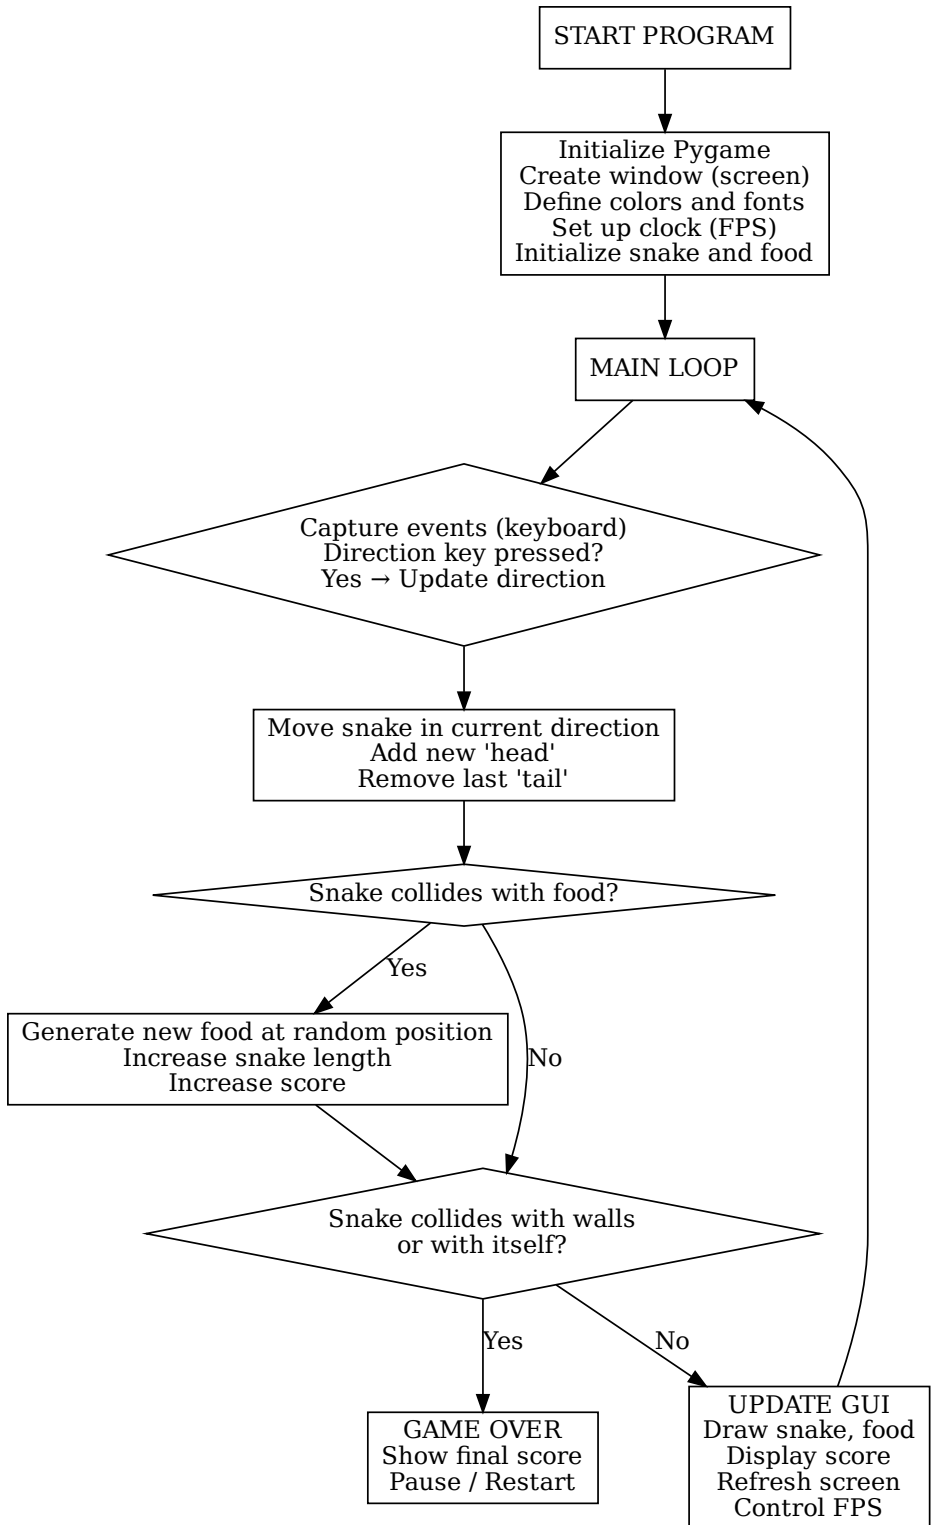 START PROGRAM
Initialize Pygame
Create window (screen)
Define colors and fonts
Set up clock (FPS)
Initialize snake and food
MAIN LOOP
Capture events (keyboard)
Direction key pressed?
Yes → Update direction
Move snake in current direction
Add new 'head'
Remove last 'tail'
Snake collides with food?
Yes
No
Generate new food at random position
Increase snake length
Increase score
Snake collides with walls
or with itself?
Yes
No
GAME OVER
Show final score
Pause / Restart
UPDATE GUI
Draw snake, food
Display score
Refresh screen
Control FPS